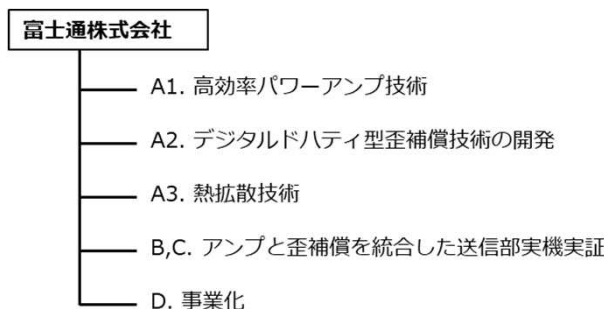 富士通株式会社
A1. 高効率パワーアンプ技術
A2. デジタルドハティ型歪補償技術の開発
A3. 熱拡散技術
B,C. アンプと歪補償を統合した送信部実機実証
D. 事業化